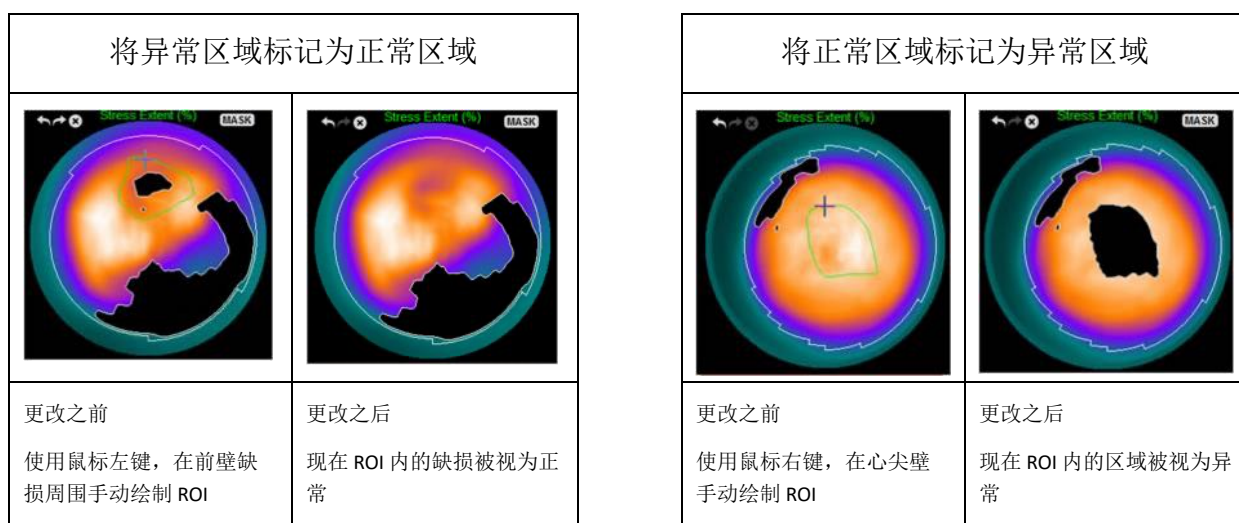 将异常区域标记为正常区域
Stress Extent (%)
MASK
Stress Extent (%)
MASK
更改之前
使用鼠标左键，在前壁缺
损周围手动绘制 ROI
更改之后
现在 ROI 内的缺损被视为正
常
将正常区域标记为异常区域
Stress Extent (%)
Stress Extent (%)
MASK
更改之前
使用鼠标右键，在心尖壁
手动绘制 ROI
更改之后
现在 ROI 内的区域被视为异
常